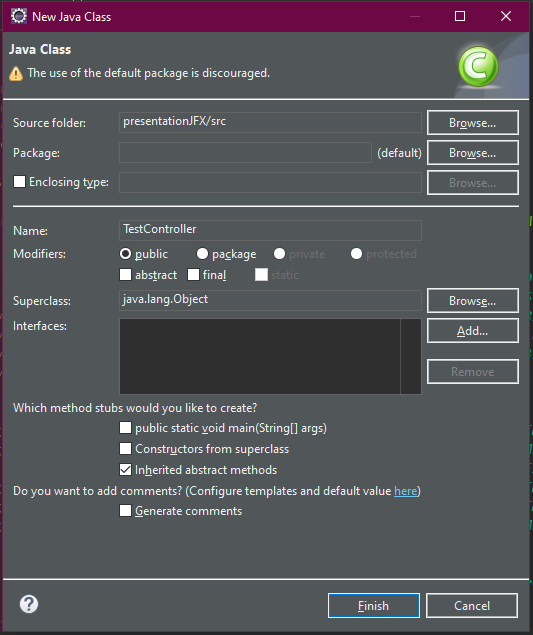 New Java Class
Java Class
The use of the default package is discouraged.
Source folder: presentationJFX/src Browse...
Package: (default) Browse...
Enclosing type: Browse...
Name: TestController
Modifiers: public package private protected
abstract final static
Superclass: java.lang.Object Browse...
Interfaces: Add...
Remove
Which method stubs would you like to create?
public static void main(String[] args)
Constructors from superclass
Inherited abstract methods
Do you want to add comments? (Configure templates and default value here)
Generate comments
Finish Cancel